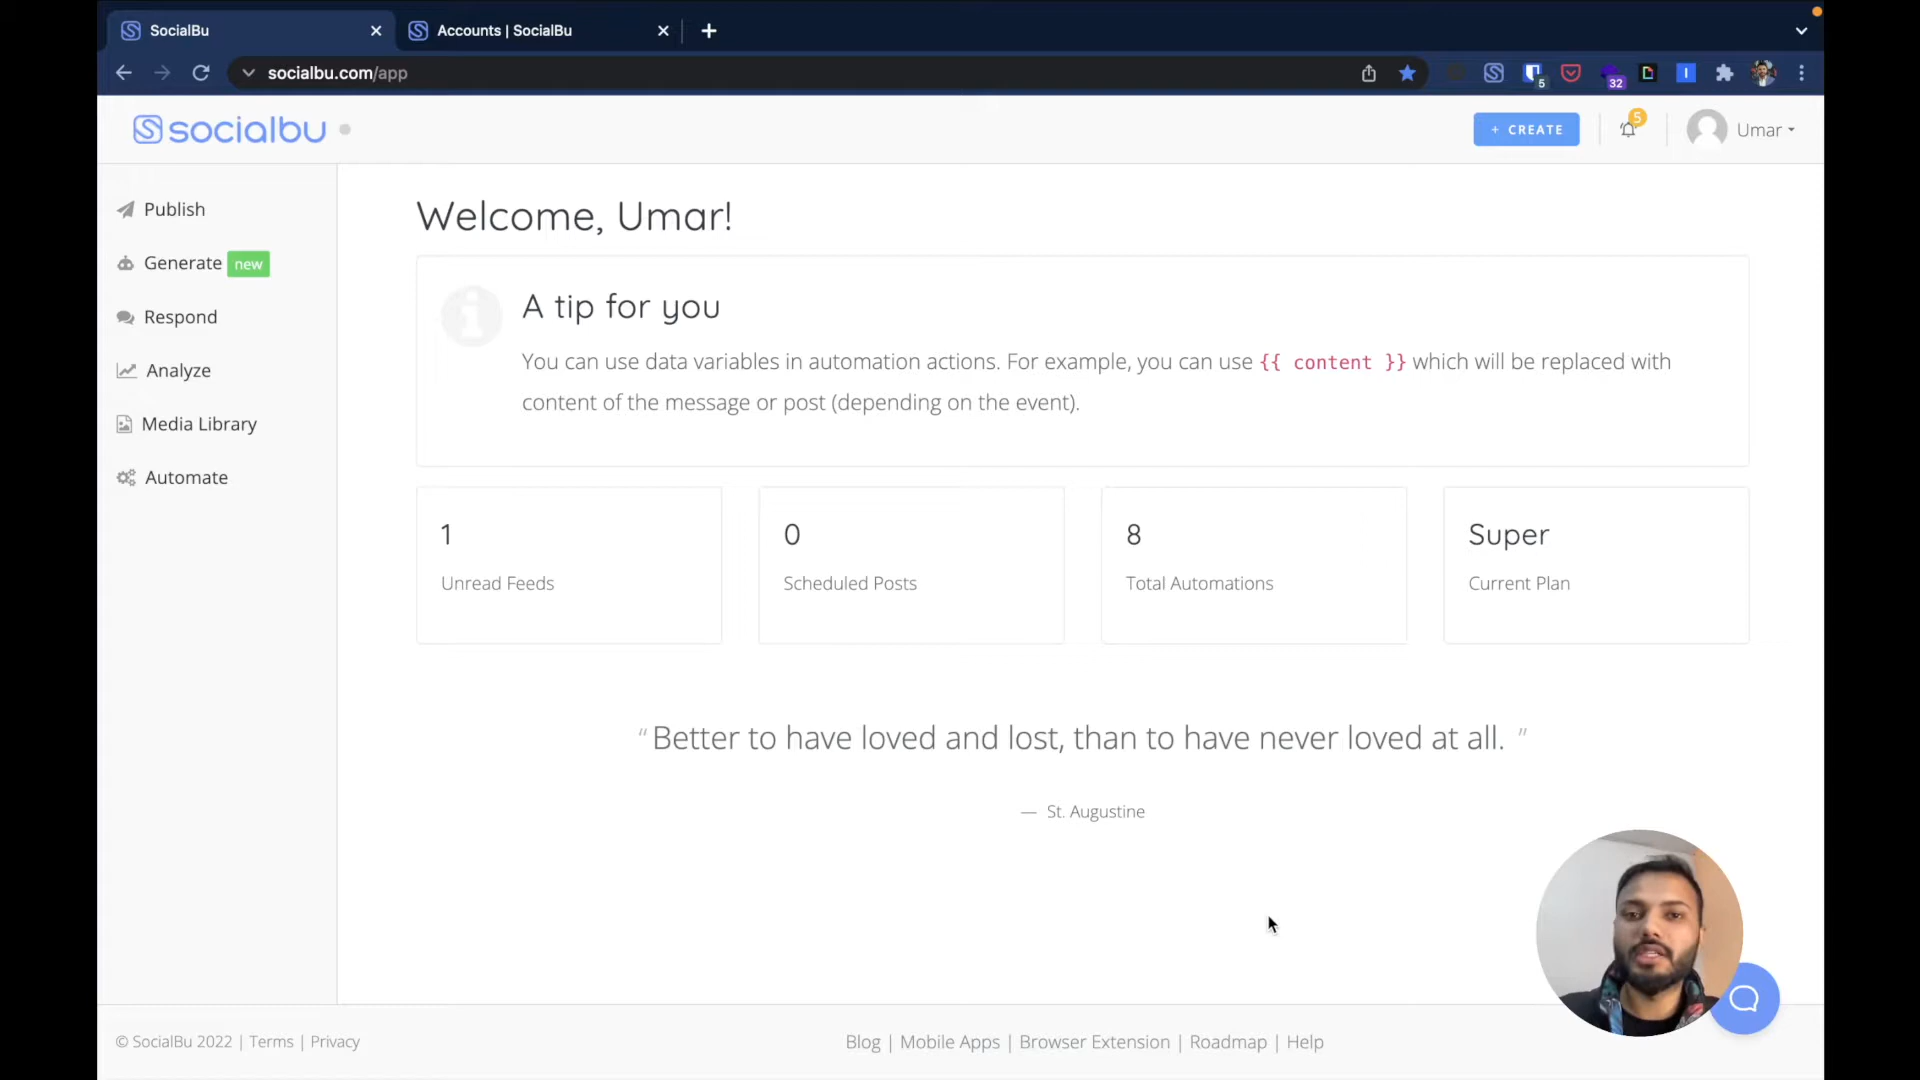 SocialBu
Accounts | SocialBu
socialbu.com/app
5
32
socialbu
+ CREATE
5
Umar
Publish
Generate new
Respond
Analyze
Media Library
Automate
Welcome, Umar!
A tip for you
You can use data variables in automation actions. For example, you can use {{ content }} which will be replaced with
content of the message or post (depending on the event).
1
Unread Feeds
0
Scheduled Posts
8
Total Automations
Super
Current Plan
“ Better to have loved and lost, than to have never loved at all. ”
— St. Augustine
© SocialBu 2022 | Terms | Privacy
Blog | Mobile Apps | Browser Extension | Roadmap | Help